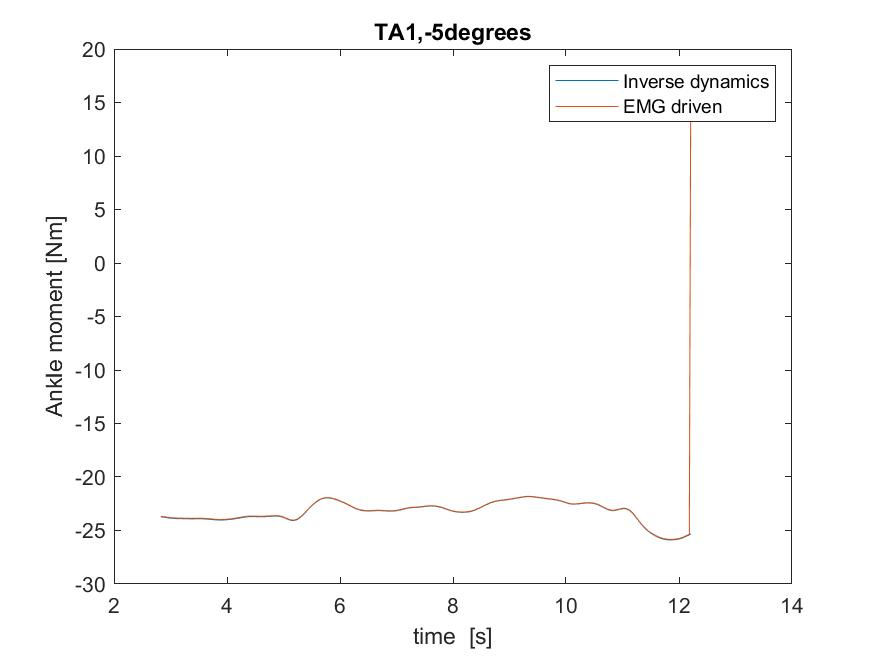 TA1,-5degrees
Inverse dynamics
EMG driven
20
15
10
5
0
-5
-10
-15
-20
-25
-30
Ankle moment [Nm]
2 4 6 8 10 12 14
time [s]